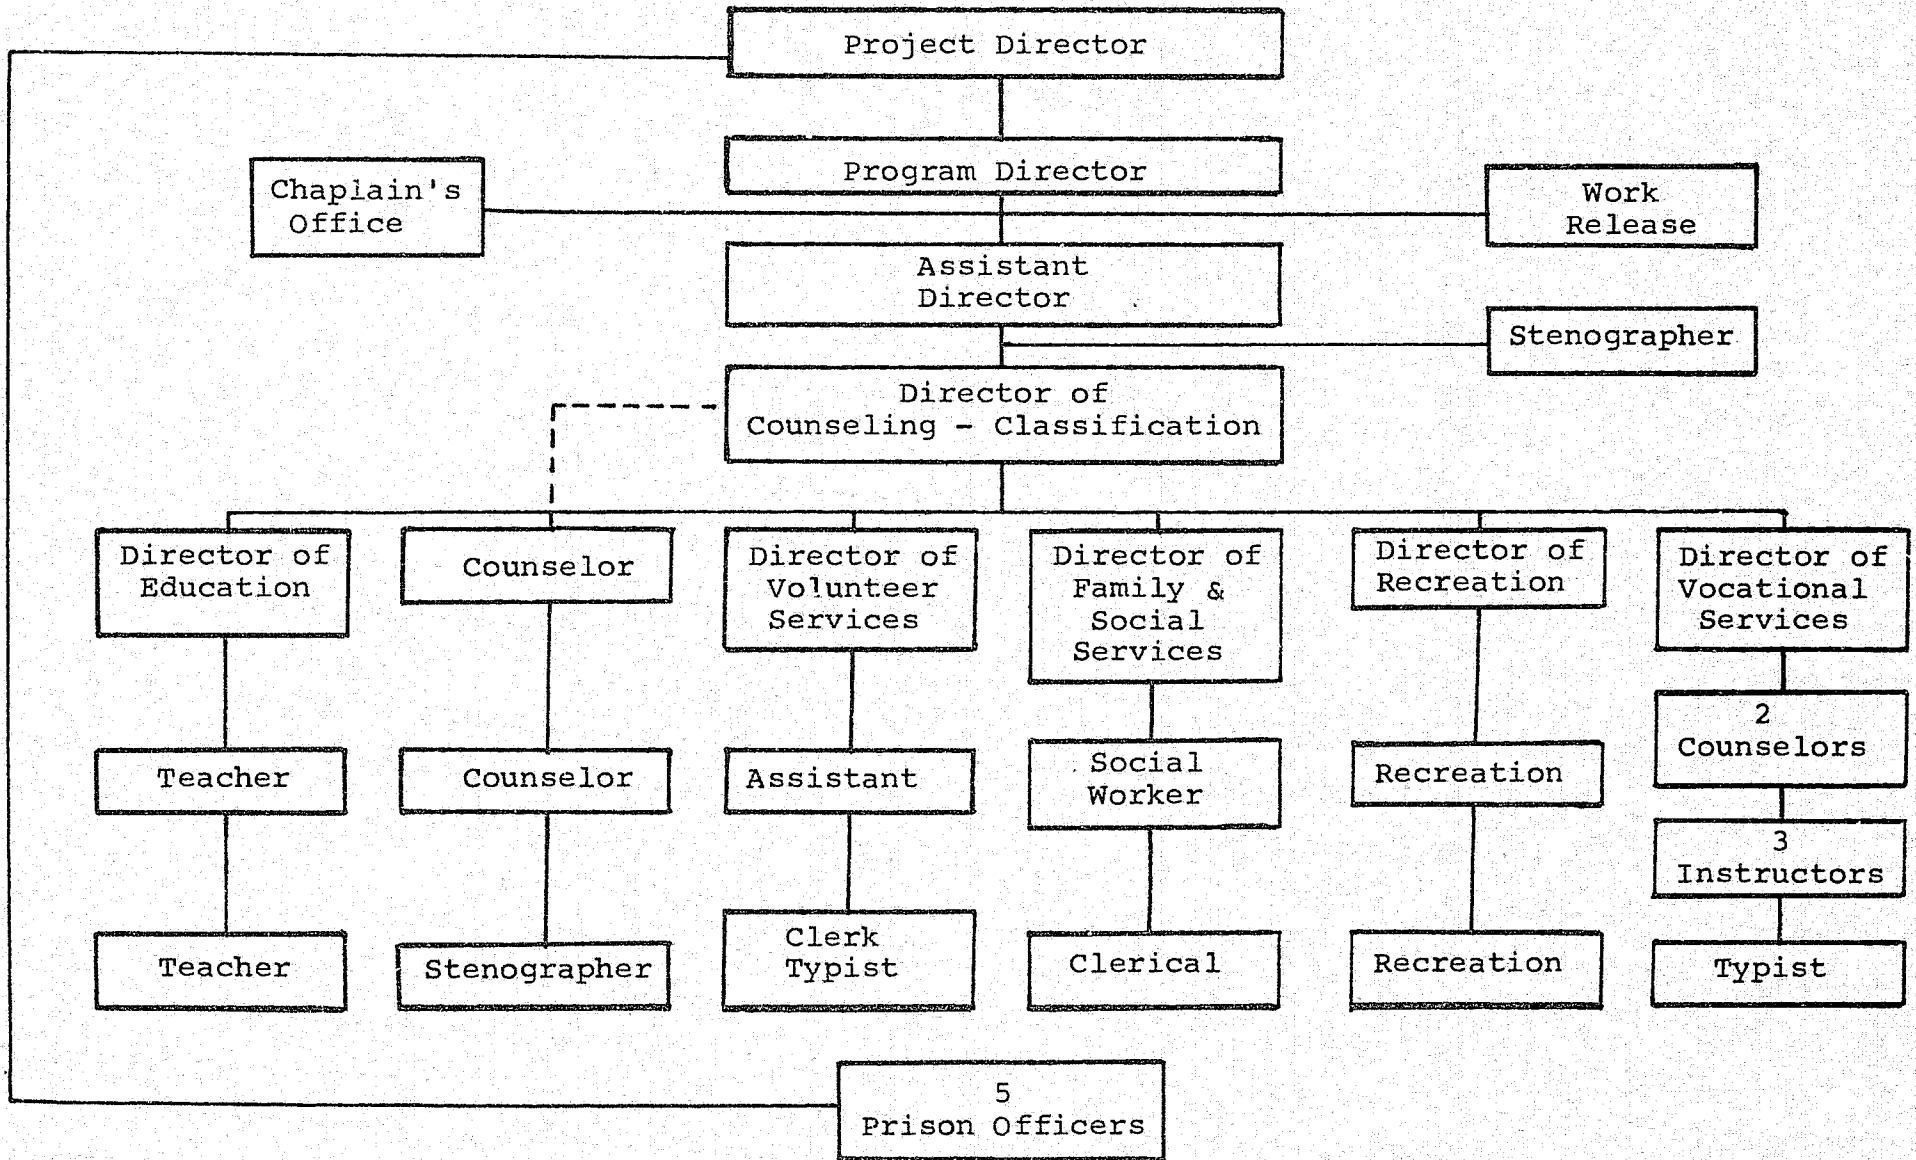 Project Director
Program Director
Chaplain's
Office
Work
Release
Assistant
Director
Stenographer
Director of
Counseling - Classification
Director of
Education
Counselor
Director of
Volunteer
Services
Director of
Family &
Social
Services
Director of
Recreation
Director of
Vocational
Services
2
Counselors
Teacher
Counselor
Assistant
Social
Worker
Recreation
3
Instructors
Teacher
Stenographer
Clerk
Typist
Clerical
Recreation
Typist
5
Prison Officers